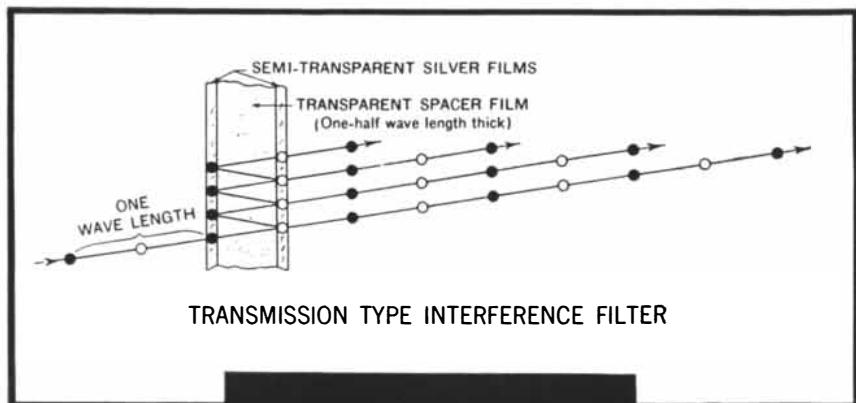 SEMI-TRANSPARENT SILVER FILMS
TRANSPARENT SPACER FILM
(One-half wave length thick)
ONE
WAVE LENGTH
TRANSMISSION TYPE INTERFERENCE FILTER